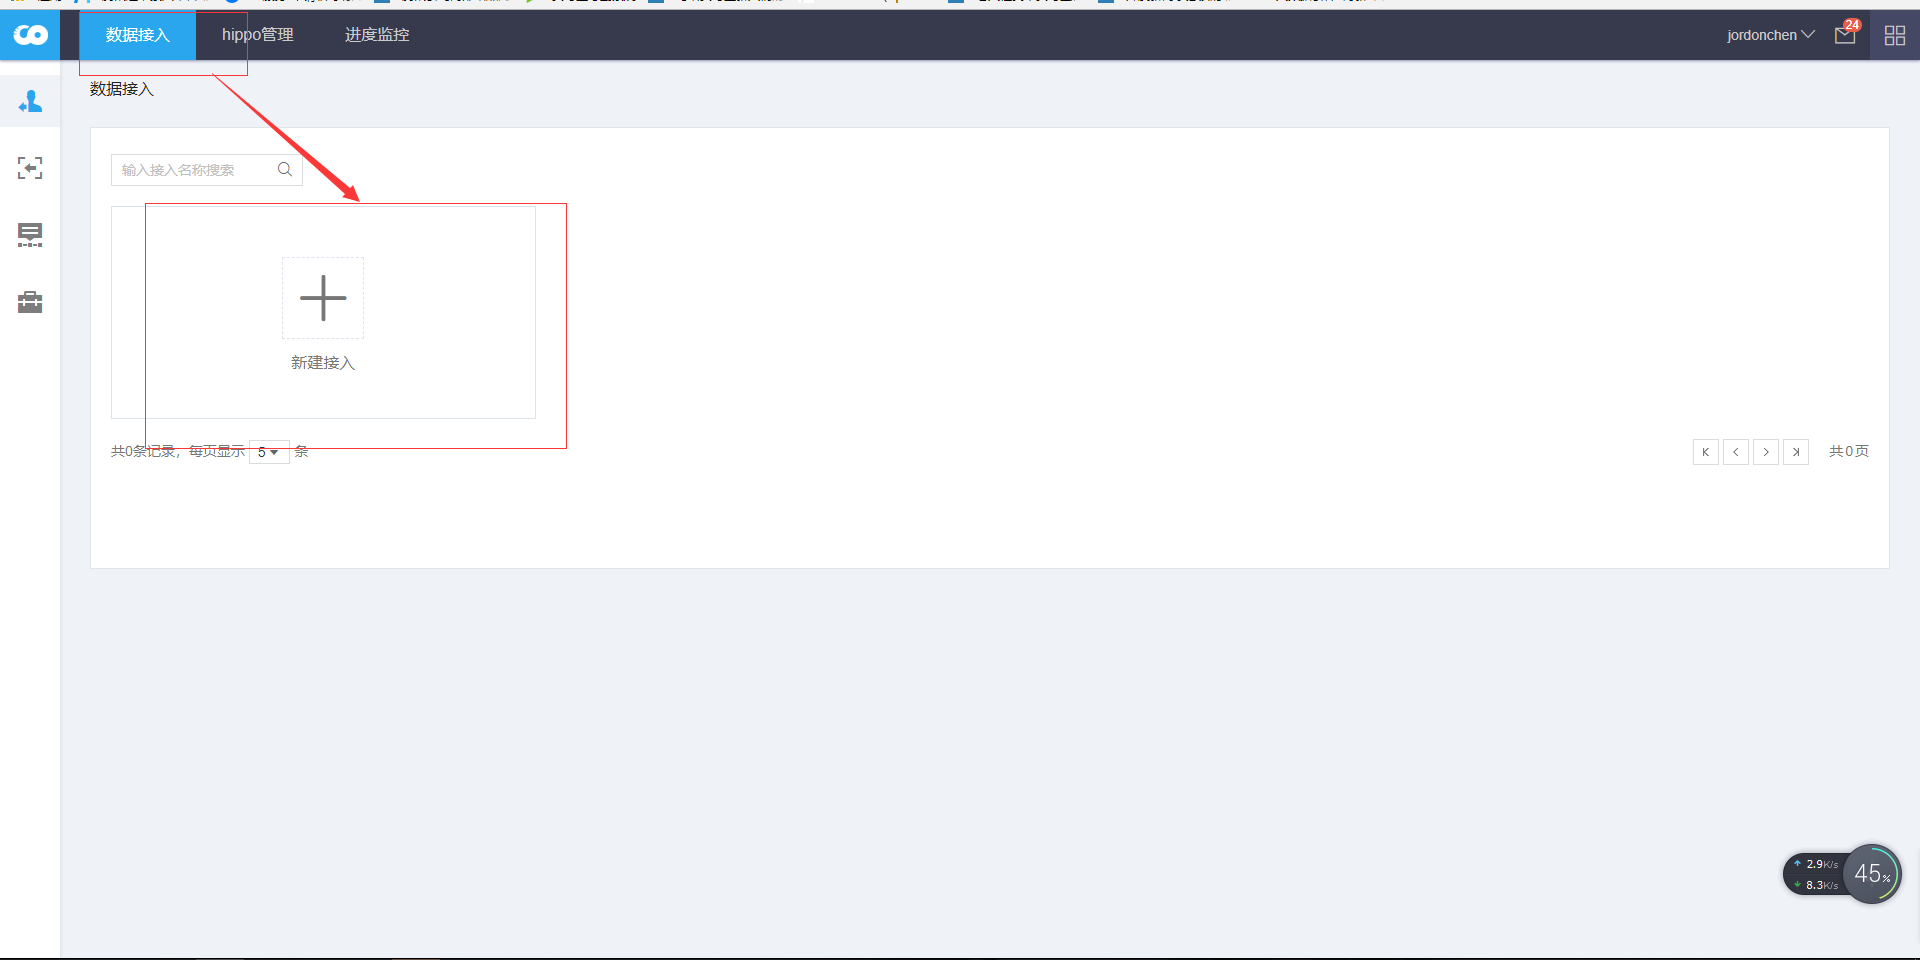 数据接入 hippo管理 进度监控 jordonchen 24
数据接入
输入接入名称搜索
新建接入
共0条记录，每页显示 5 条 共0页
2.9K/s
8.3K/s
45%